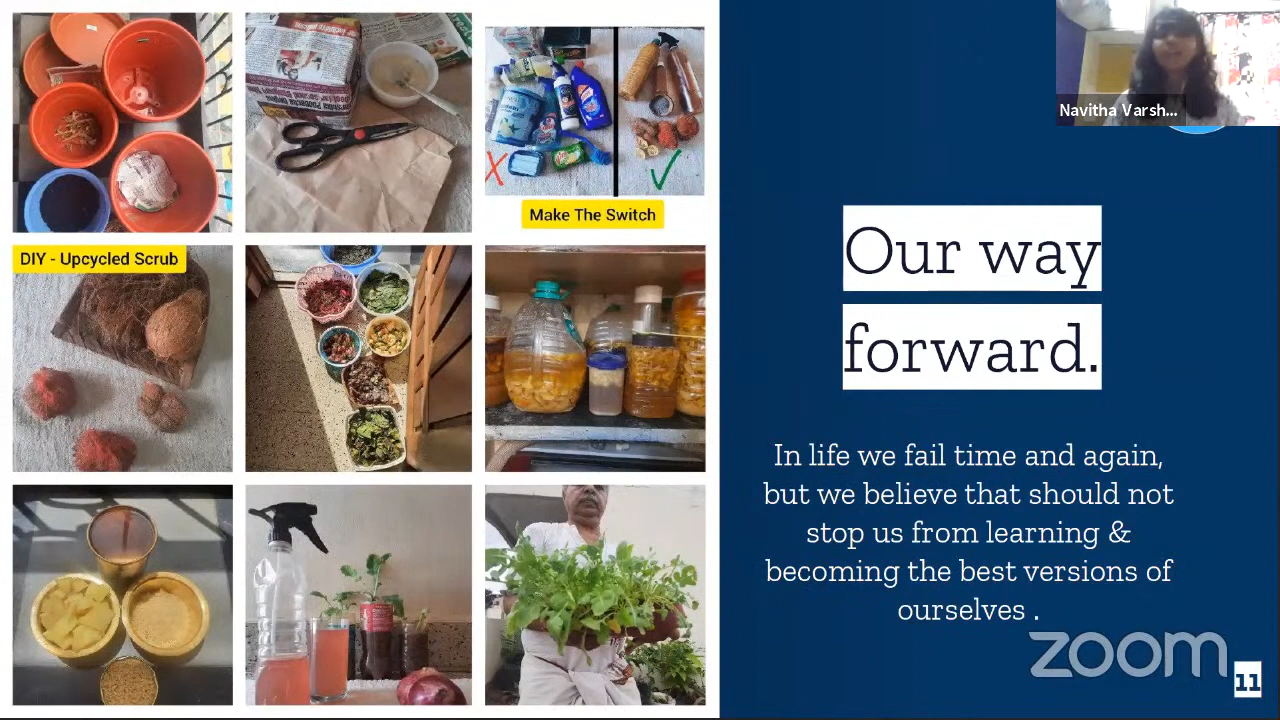 Make The Switch
DIY - Upcycled Scrub
Navitha Varsh...
Our way
forward.
In life we fail time and again,
but we believe that should not
stop us from learning &
becoming the best versions of
ourselves .
zoom
11